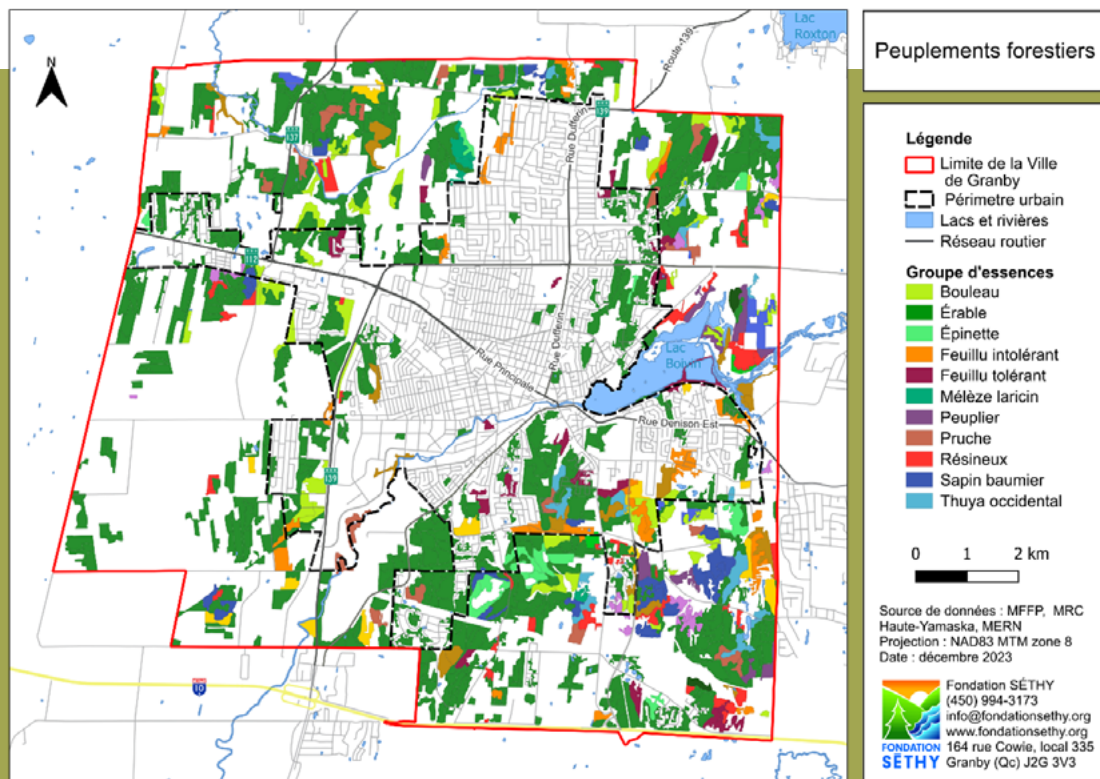 Peuplements forestiers
Légende
Limite de la Ville
de Granby
Périmetre urbain
Lacs et rivières
Réseau routier
Groupe d'essences
Bouleau
Érable
Épinette
Feuillu intolérant
Feuillu tolérant
Mélèze laricin
Peuplier
Pruche
Résineux
Sapin baumier
Thuya occidental
0 1 2 km
Source de données : MFFP, MRC
Haute-Yamaska, MERN
Projection : NAD83 MTM zone 8
Date : décembre 2023
Fondation SÉTHY
(450) 994-3173
info@fondationsethy.org
www.fondationsethy.org
164 rue Cowie, local 335
Granby (Qc) J2G 3V3
FONDATION
SÉTHY
N
Lac
Roxton
Route-139
139
Rue Dufferin
137
112
Rue Dufferin
Lac
Boivin
Rue Principale
Rue Denison Est
139
10